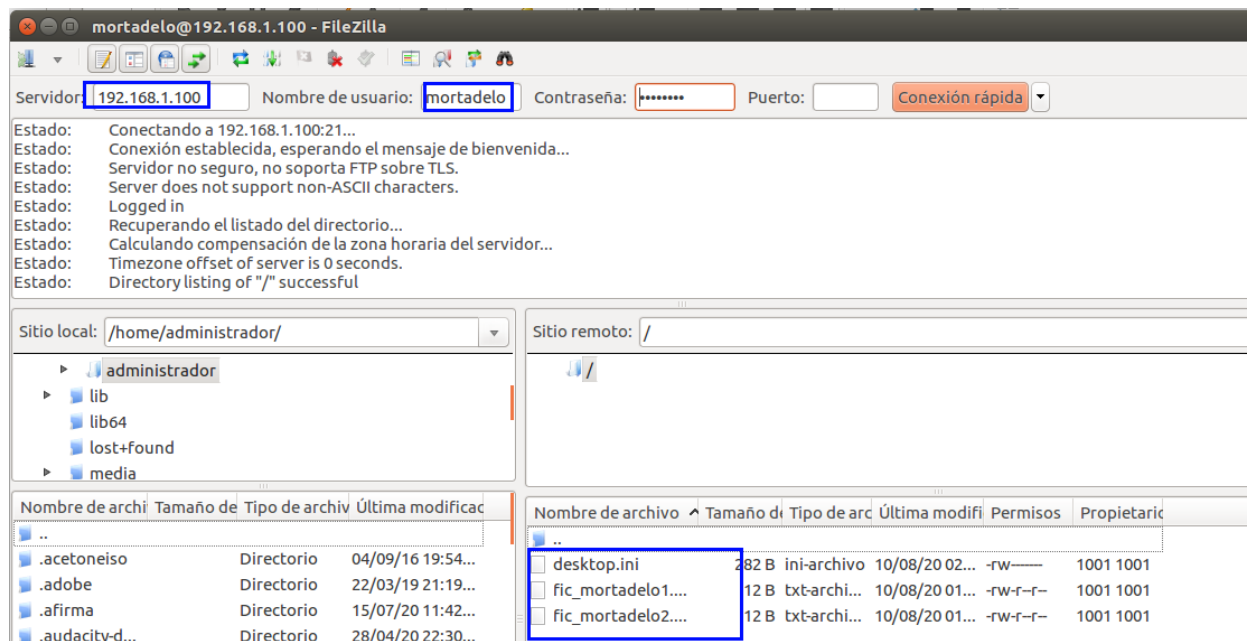 mortadelo@192.168.1.100 - FileZilla
Servidor: 192.168.1.100 Nombre de usuario: mortadelo Contraseña: •••••••• Puerto: Conexión rápida
Estado: Conectando a 192.168.1.100:21...
Estado: Conexión establecida, esperando el mensaje de bienvenida...
Estado: Servidor no seguro, no soporta FTP sobre TLS.
Estado: Server does not support non-ASCII characters.
Estado: Logged in
Estado: Recuperando el listado del directorio...
Estado: Calculando compensación de la zona horaria del servidor...
Estado: Timezone offset of server is 0 seconds.
Estado: Directory listing of "/" successful
Sitio local: /home/administrador/
administrador
lib
lib64
lost+found
media
Nombre de archi Tamaño de Tipo de archiv Última modificac
..
.acetoneiso Directorio 04/09/16 19:54...
.adobe Directorio 22/03/19 21:19...
.afirma Directorio 15/07/20 11:42...
.audacity-d... Directorio 28/04/20 22:30...
Sitio remoto: /
/
Nombre de archivo Tamaño de Tipo de arc Última modifi Permisos Propietaric
..
desktop.ini 282 B ini-archivo 10/08/20 02... -rw------- 1001 1001
fic_mortadelo1.... 12 B txt-archi... 10/08/20 01... -rw-r--r-- 1001 1001
fic_mortadelo2.... 12 B txt-archi... 10/08/20 01... -rw-r--r-- 1001 1001